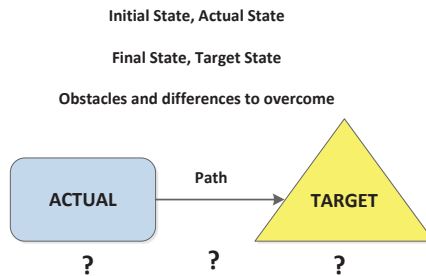 Initial State, Actual State
Final State, Target State
Obstacles and differences to overcome
Path
ACTUAL
TARGET
? ? ?